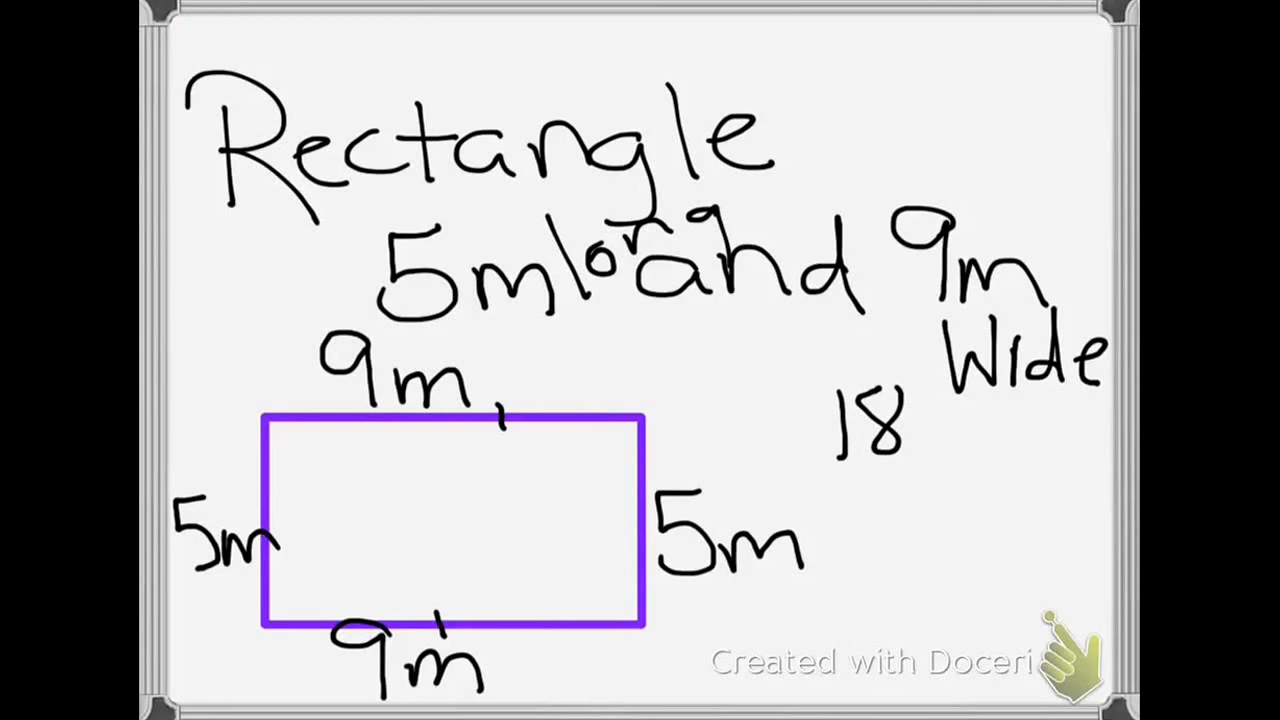 Rectangle
5m long and 9m
Wide
9m
18
5m
5m
9m
Created with Doceri